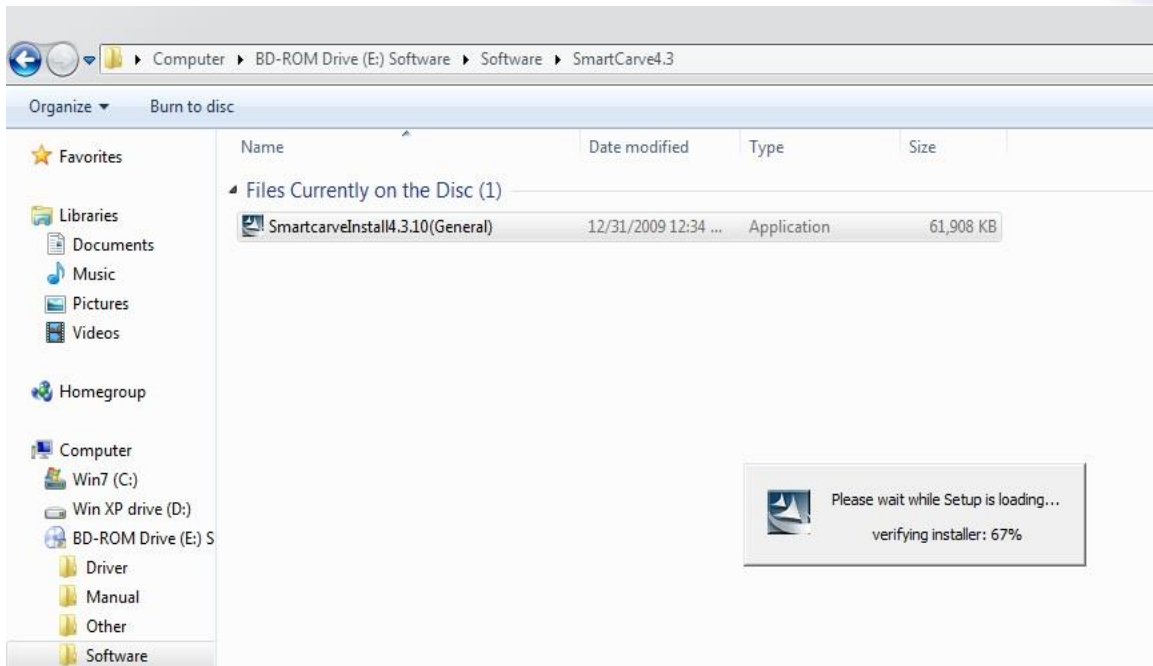 Computer ▸ BD-ROM Drive (E:) Software ▸ Software ▸ SmartCarve4.3
Organize Burn to disc
Name Date modified Type Size
Files Currently on the Disc (1)
SmartcarveInstall4.3.10(General) 12/31/2009 12:34 ... Application 61,908 KB
Favorites
Libraries
Documents
Music
Pictures
Videos
Homegroup
Computer
Win7 (C:)
Win XP drive (D:)
BD-ROM Drive (E:) S
Driver
Manual
Other
Software
Please wait while Setup is loading...
verifying installer: 67%